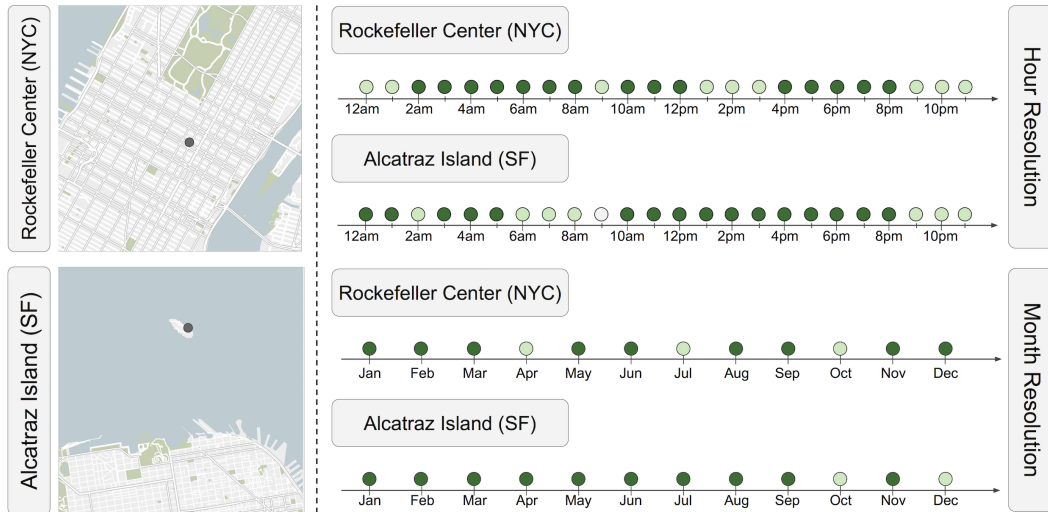 Rockefeller Center (NYC)
Rockefeller Center (NYC)
12am 2am 4am 6am 8am 10am 12pm 2pm 4pm 6pm 8pm 10pm
Alcatraz Island (SF)
12am 2am 4am 6am 8am 10am 12pm 2pm 4pm 6pm 8pm 10pm
Hour Resolution
Alcatraz Island (SF)
Rockefeller Center (NYC)
Jan Feb Mar Apr May Jun Jul Aug Sep Oct Nov Dec
Alcatraz Island (SF)
Jan Feb Mar Apr May Jun Jul Aug Sep Oct Nov Dec
Month Resolution